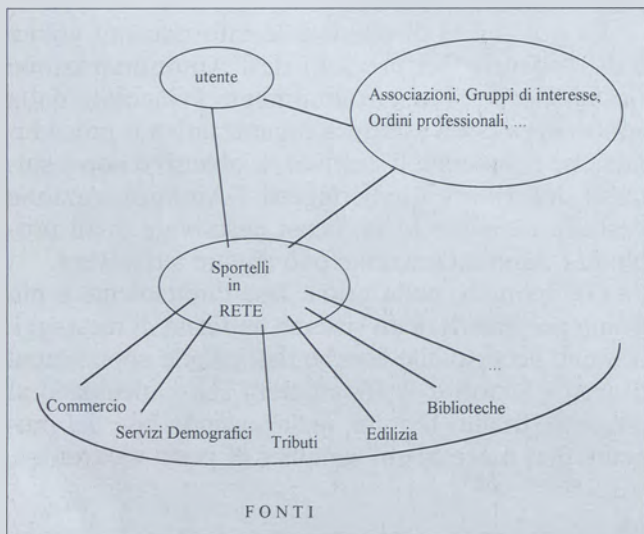 utente
Associazioni, Gruppi di interesse,
Ordini professionali, ...
Sportelli
in
RETE
...
Commercio
Biblioteche
Servizi Demografici
Tributi
Edilizia
FONTI